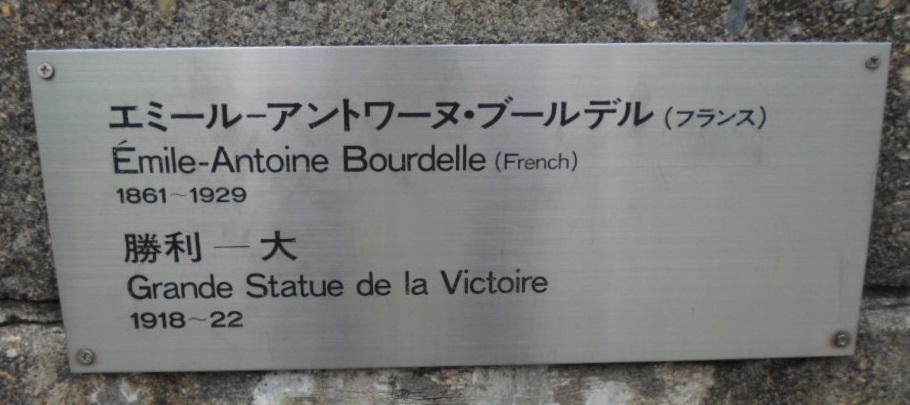 エミール−アントワーヌ・ブールデル(フランス)
Émile-Antoine Bourdelle (French)
1861~1929
勝利 — 大
Grande Statue de la Victoire
1918~22